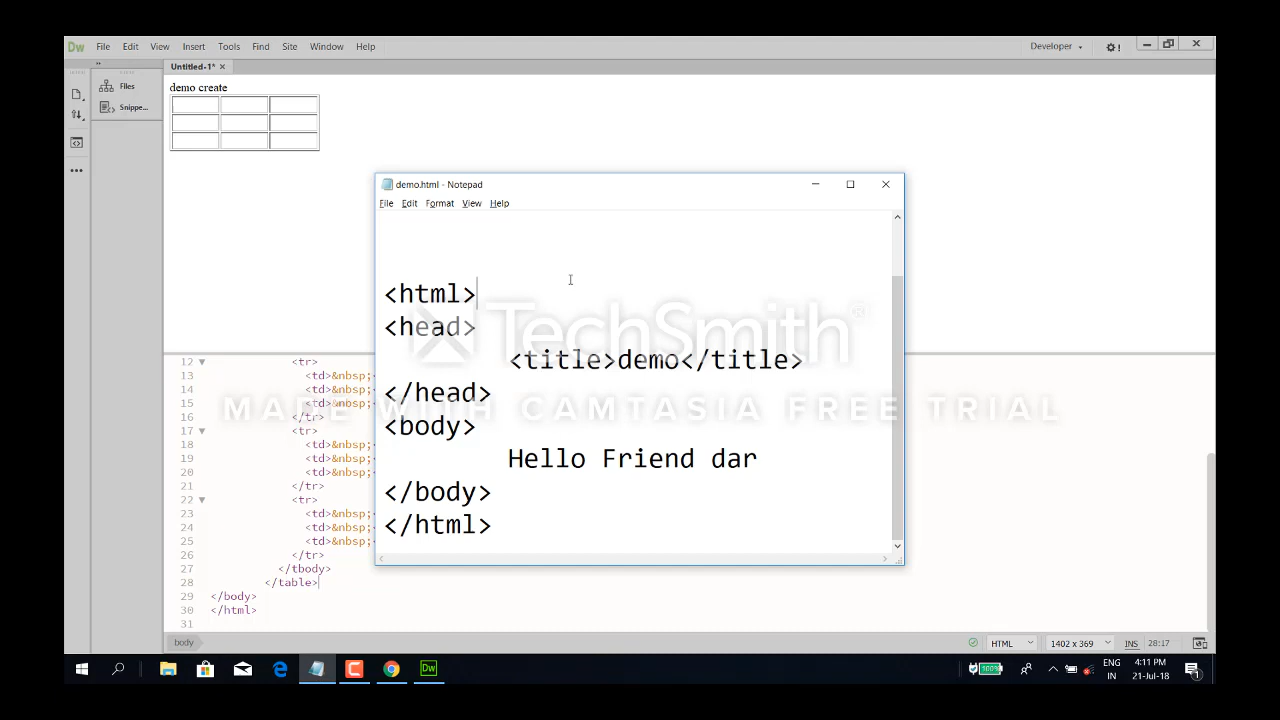 Dw File Edit View Insert Tools Find Site Window Help Developer
Untitled-1* ×
Files
Snippe...
demo create
demo.html - Notepad
File Edit Format View Help
<html>
<head>
<title>demo</title>
</head>
<body>
Hello Friend dar
</body>
</html>
TechSmith®
MADE WITH CAMTASIA FREE TRIAL
12 <tr>
13 <td>&nbsp;<
14 <td>&nbsp;<
15 <td>&nbsp;<
16 </tr>
17 <tr>
18 <td>&nbsp;<
19 <td>&nbsp;<
20 <td>&nbsp;<
21 </tr>
22 <tr>
23 <td>&nbsp;<
24 <td>&nbsp;<
25 <td>&nbsp;<
26 </tr>
27 </tbody>
28 </table>
29 </body>
30 </html>
31
body HTML 1402 x 369 INS 28:17
Dw 100% ENG 4:11 PM
IN 21-Jul-18 1